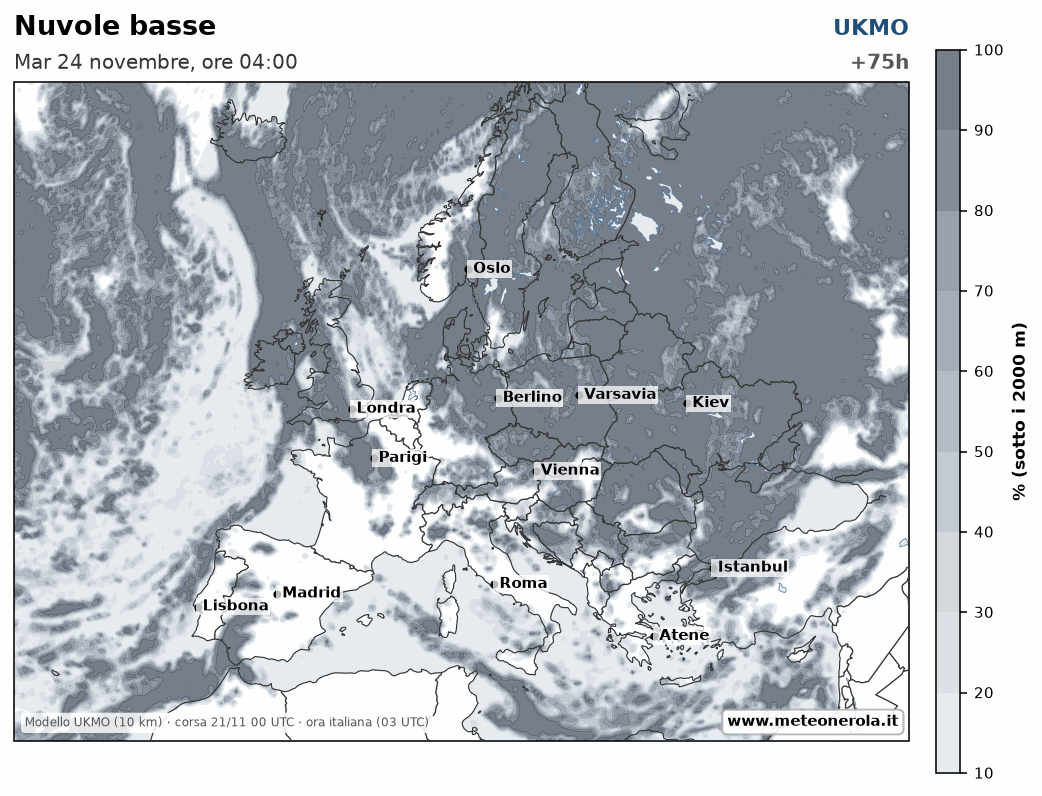 Nuvole basse
UKMO
Mar 24 novembre, ore 04:00
+75h
Oslo
Londra
Berlino
Varsavia
Kiev
Parigi
Vienna
Istanbul
Roma
Madrid
Lisbona
Atene
Modello UKMO (10 km) · corsa 21/11 00 UTC · ora italiana (03 UTC)
www.meteonerola.it
100
90
80
70
60
50
40
30
20
10
% (sotto i 2000 m)